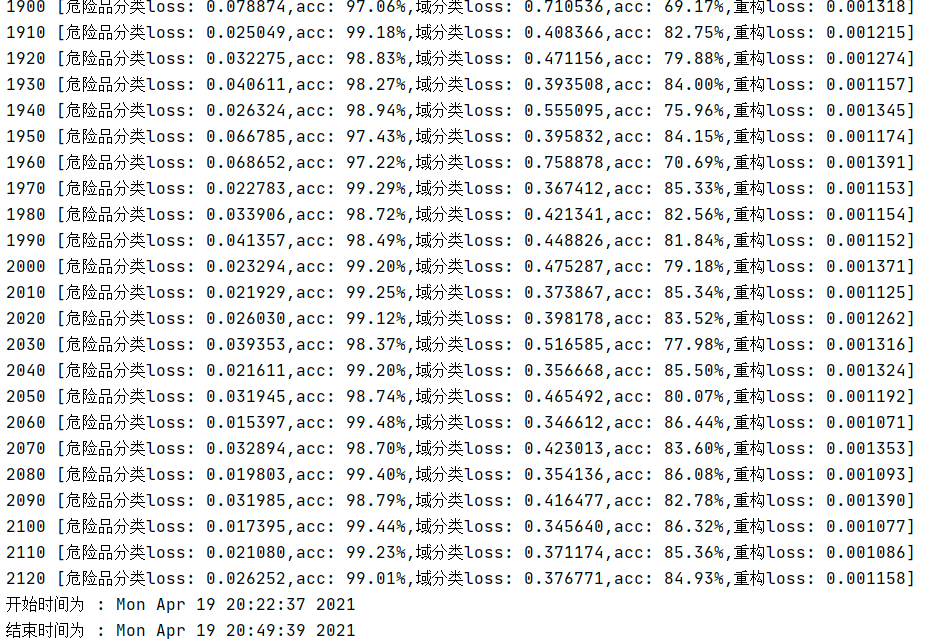 1900 [危险品分类loss: 0.078874,acc: 97.06%,域分类loss: 0.710536,acc: 69.17%,重构loss: 0.001318]
1910 [危险品分类loss: 0.025049,acc: 99.18%,域分类loss: 0.408366,acc: 82.75%,重构loss: 0.001215]
1920 [危险品分类loss: 0.032275,acc: 98.83%,域分类loss: 0.471156,acc: 79.88%,重构loss: 0.001274]
1930 [危险品分类loss: 0.040611,acc: 98.27%,域分类loss: 0.393508,acc: 84.00%,重构loss: 0.001157]
1940 [危险品分类loss: 0.026324,acc: 98.94%,域分类loss: 0.555095,acc: 75.96%,重构loss: 0.001345]
1950 [危险品分类loss: 0.066785,acc: 97.43%,域分类loss: 0.395832,acc: 84.15%,重构loss: 0.001174]
1960 [危险品分类loss: 0.068652,acc: 97.22%,域分类loss: 0.758878,acc: 70.69%,重构loss: 0.001391]
1970 [危险品分类loss: 0.022783,acc: 99.29%,域分类loss: 0.367412,acc: 85.33%,重构loss: 0.001153]
1980 [危险品分类loss: 0.033906,acc: 98.72%,域分类loss: 0.421341,acc: 82.56%,重构loss: 0.001154]
1990 [危险品分类loss: 0.041357,acc: 98.49%,域分类loss: 0.448826,acc: 81.84%,重构loss: 0.001152]
2000 [危险品分类loss: 0.023294,acc: 99.20%,域分类loss: 0.475287,acc: 79.18%,重构loss: 0.001371]
2010 [危险品分类loss: 0.021929,acc: 99.25%,域分类loss: 0.373867,acc: 85.34%,重构loss: 0.001125]
2020 [危险品分类loss: 0.026030,acc: 99.12%,域分类loss: 0.398178,acc: 83.52%,重构loss: 0.001262]
2030 [危险品分类loss: 0.039353,acc: 98.37%,域分类loss: 0.516585,acc: 77.98%,重构loss: 0.001316]
2040 [危险品分类loss: 0.021611,acc: 99.20%,域分类loss: 0.356668,acc: 85.50%,重构loss: 0.001324]
2050 [危险品分类loss: 0.031945,acc: 98.74%,域分类loss: 0.465492,acc: 80.07%,重构loss: 0.001192]
2060 [危险品分类loss: 0.015397,acc: 99.48%,域分类loss: 0.346612,acc: 86.44%,重构loss: 0.001071]
2070 [危险品分类loss: 0.032894,acc: 98.70%,域分类loss: 0.423013,acc: 83.60%,重构loss: 0.001353]
2080 [危险品分类loss: 0.019803,acc: 99.40%,域分类loss: 0.354136,acc: 86.08%,重构loss: 0.001093]
2090 [危险品分类loss: 0.031985,acc: 98.79%,域分类loss: 0.416477,acc: 82.78%,重构loss: 0.001390]
2100 [危险品分类loss: 0.017395,acc: 99.44%,域分类loss: 0.345640,acc: 86.32%,重构loss: 0.001077]
2110 [危险品分类loss: 0.021080,acc: 99.23%,域分类loss: 0.371174,acc: 85.36%,重构loss: 0.001086]
2120 [危险品分类loss: 0.026252,acc: 99.01%,域分类loss: 0.376771,acc: 84.93%,重构loss: 0.001158]
开始时间为 : Mon Apr 19 20:22:37 2021
结束时间为 : Mon Apr 19 20:49:39 2021